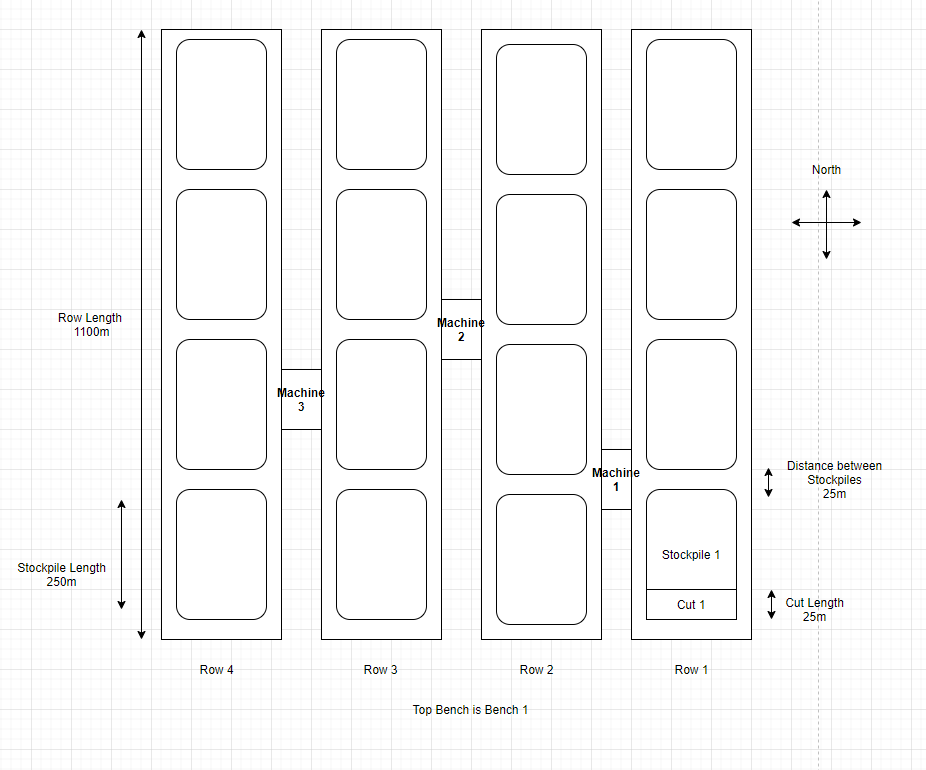 North
Row Length
1100m
Machine
2
Machine
3
Machine
1
Distance between
Stockpiles
25m
Stockpile 1
Stockpile Length
250m
Cut 1
Cut Length
25m
Row 4
Row 3
Row 2
Row 1
Top Bench is Bench 1